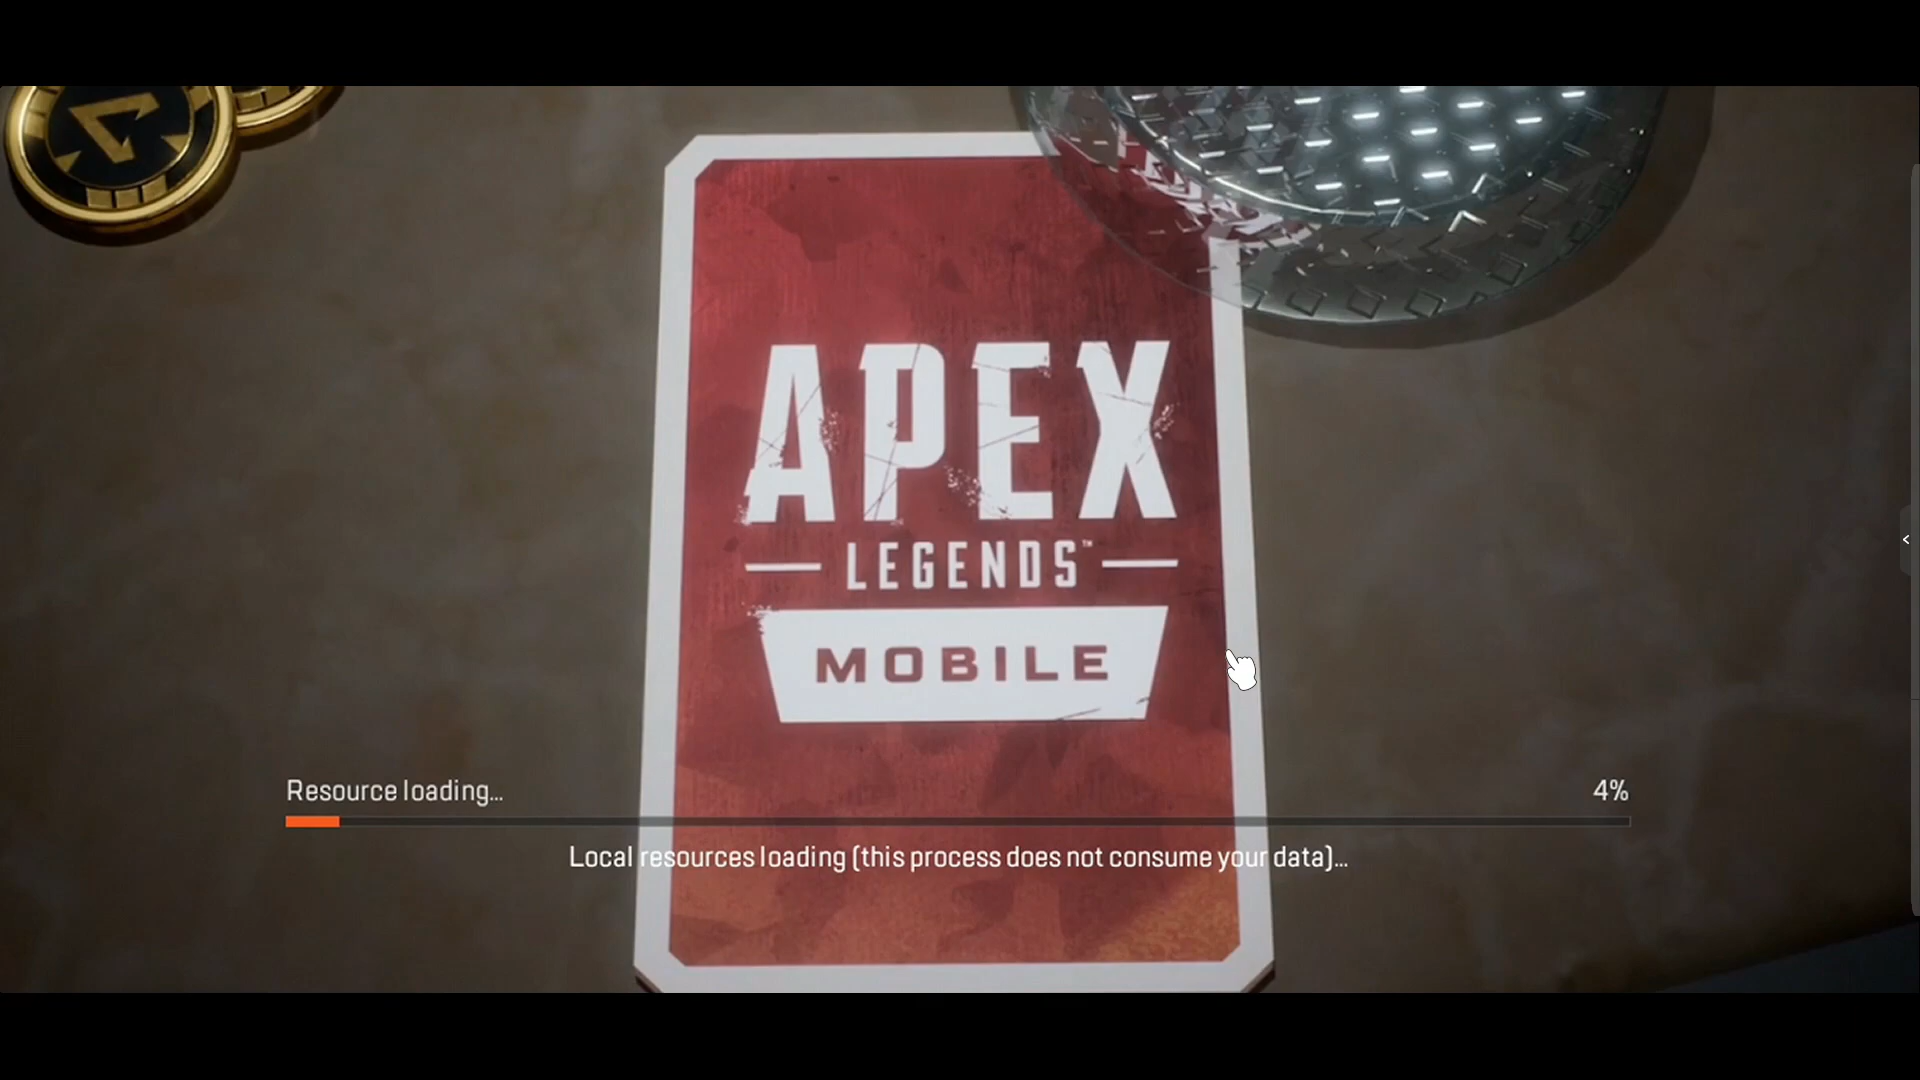 APEX
LEGENDS™
MOBILE
Resource loading...
4%
Local resources loading (this process does not consume your data)...